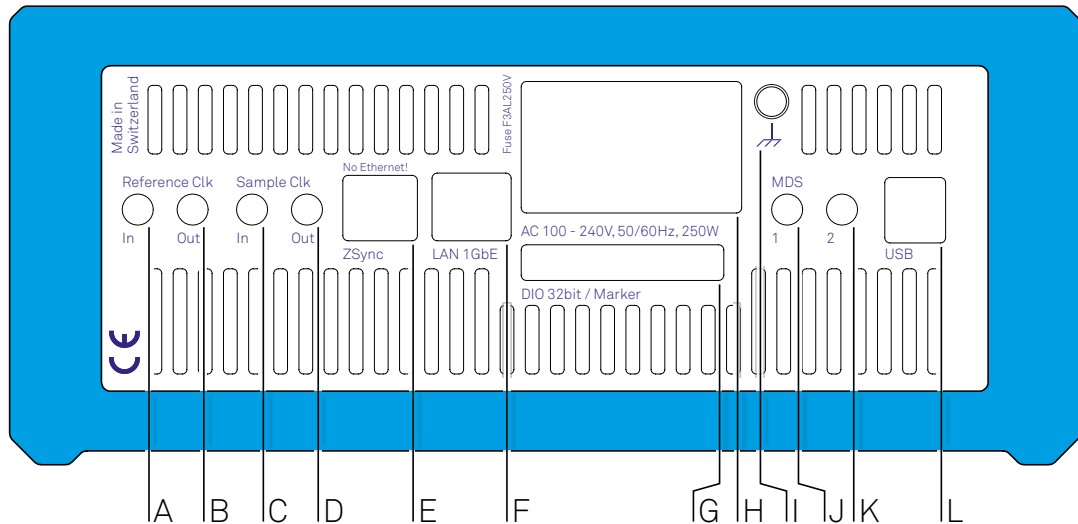 Made in
Switzerland
Fuse F3AL250V
No Ethernet!
Reference Clk
Sample Clk
MDS
In
Out
In
Out
AC 100 - 240V, 50/60Hz, 250W
1
2
ZSync
LAN 1GbE
USB
DIO 32bit / Marker
CE
A
B
C
D
E
F
G
H
I
J
K
L